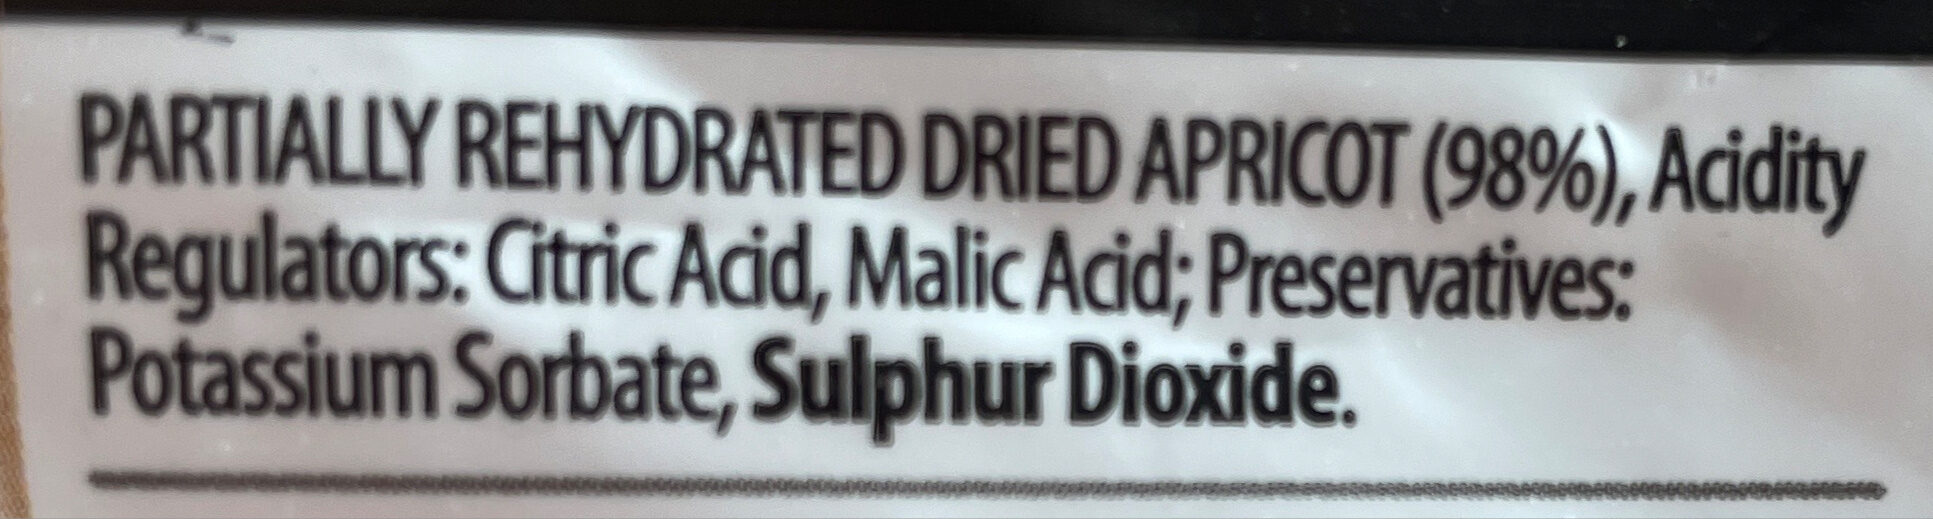 PARTIALLY REHYDRATED DRIED APRICOT (98%), Acidity
Regulators: Citric Acid, Malic Acid; Preservatives:
Potassium Sorbate, Sulphur Dioxide.